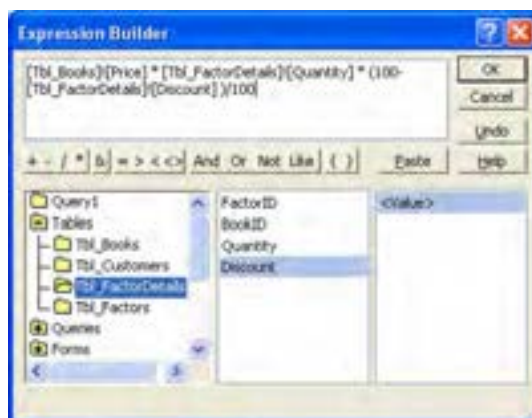 Expression Builder
[Tbl_Books]![Price] * [Tbl_FactorDetails]![Quantity] * (100-
[Tbl_FactorDetails]![Discount] )/100
OK
Cancel
Undo
+ - / * & = > < <> And Or Not Like ( ) Paste Help
Query1
Tables
Tbl_Books
Tbl_Customers
Tbl_FactorDetails
Tbl_Factors
Queries
Forms
FactorID
BookID
Quantity
Discount
<Value>